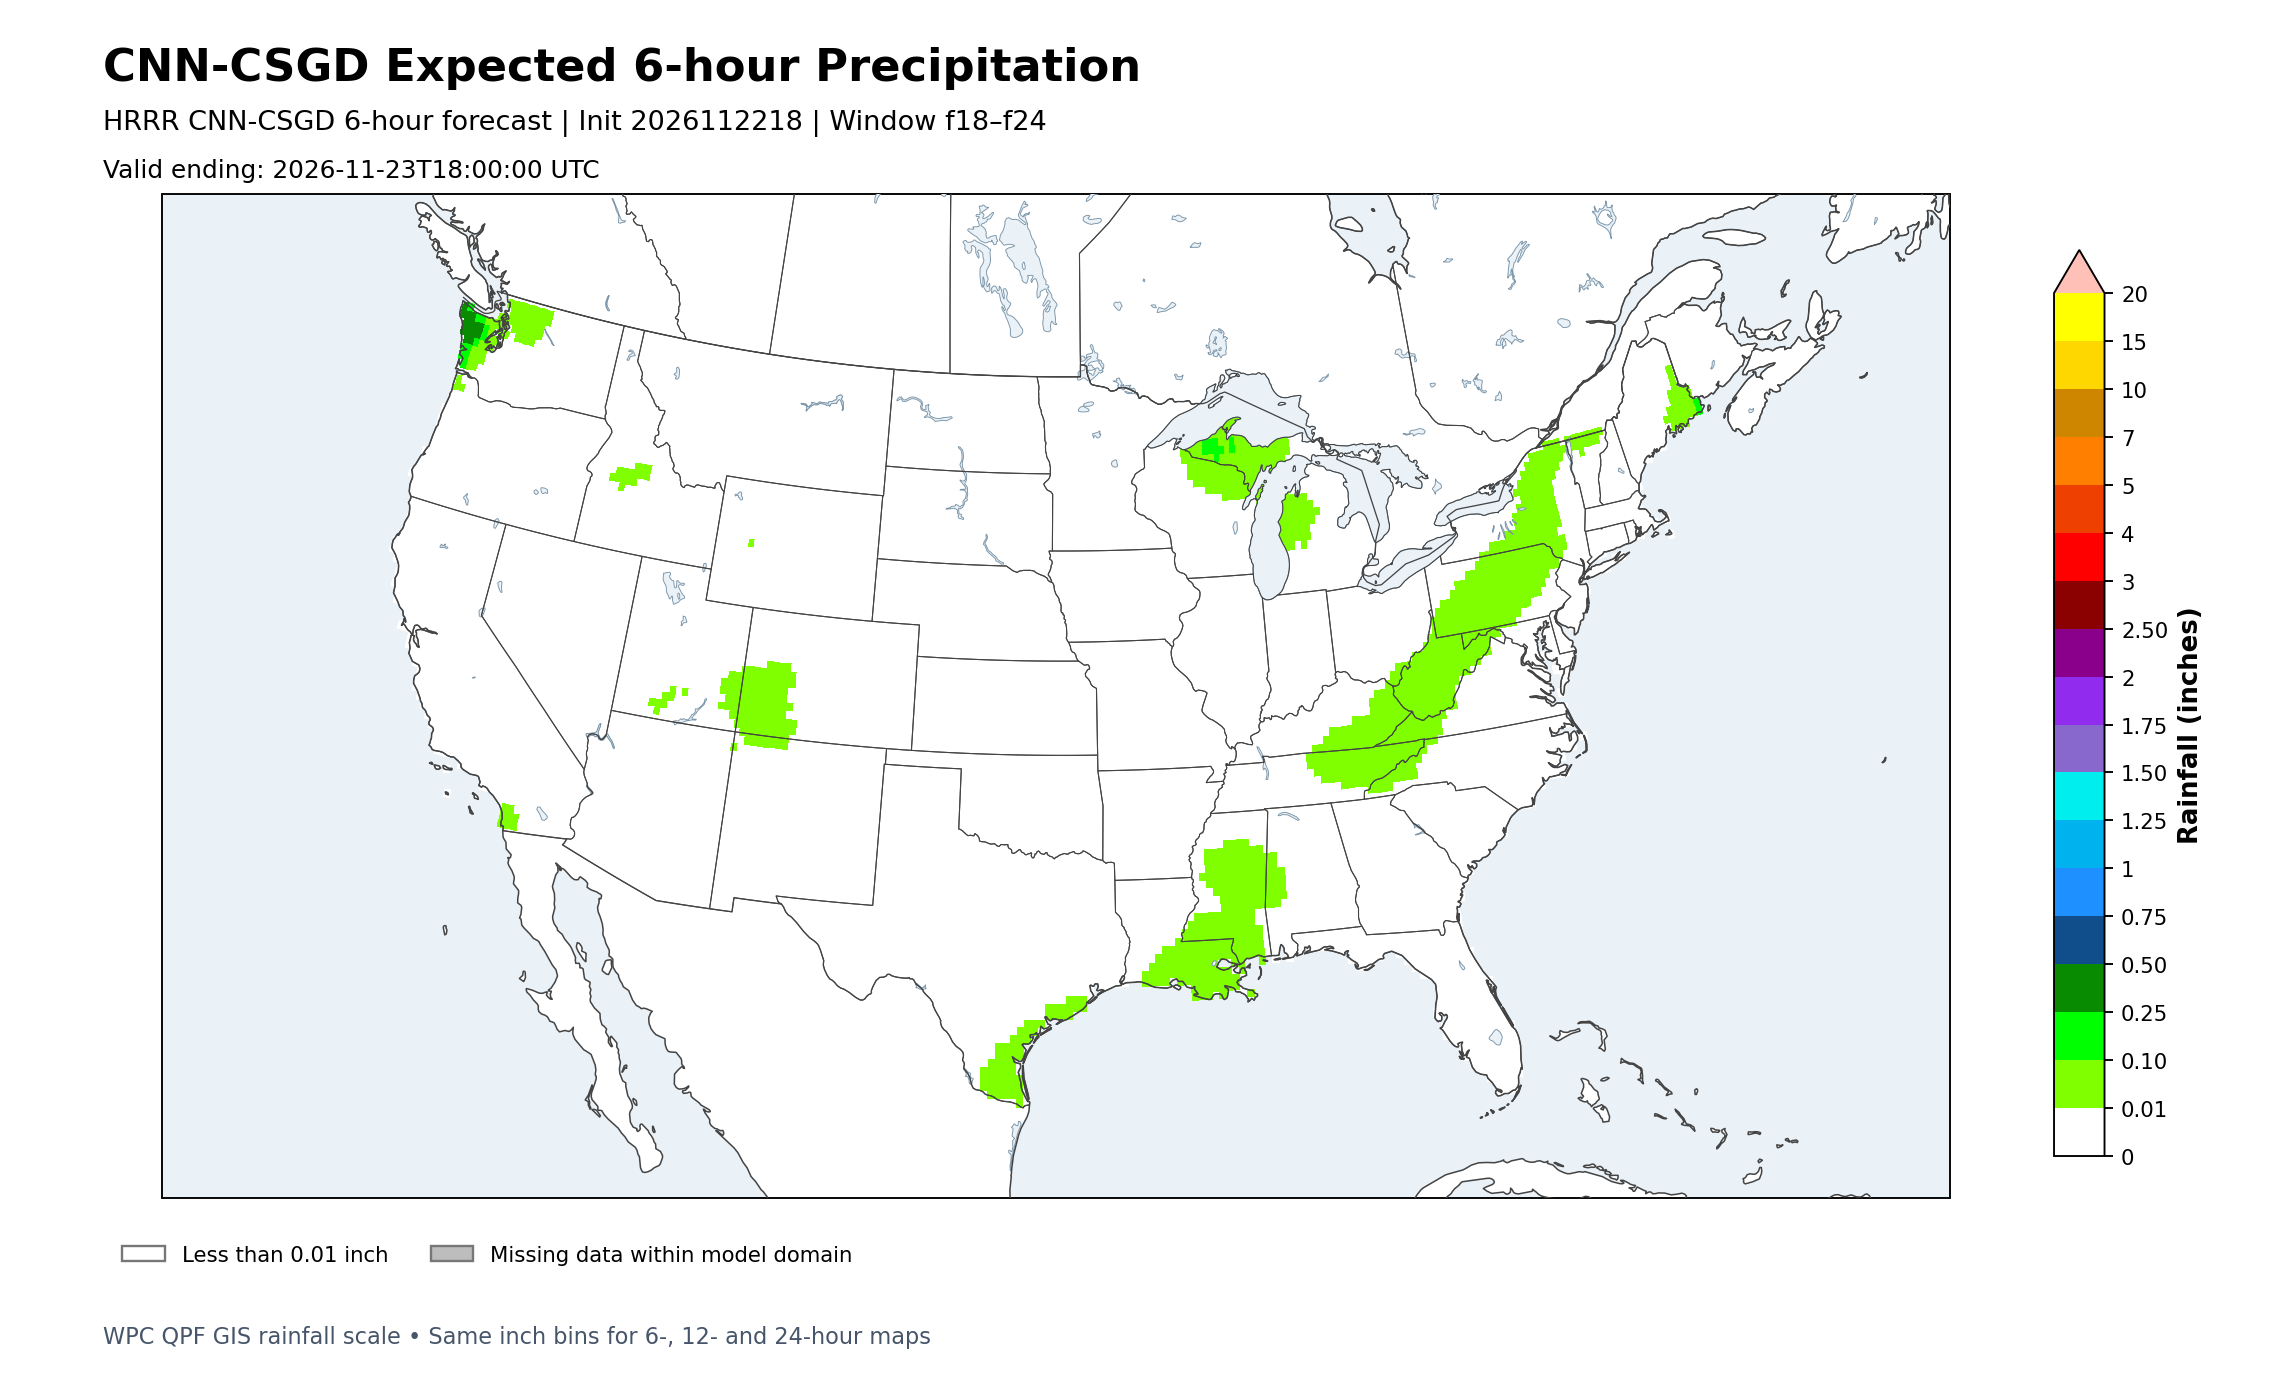 CNN-CSGD Expected 6-hour Precipitation
HRRR CNN-CSGD 6-hour forecast | Init 2026112218 | Window f18–f24
Valid ending: 2026-11-23T18:00:00 UTC
20
15
10
7
5
4
3
2.50
2
1.75
1.50
1.25
1
0.75
0.50
0.25
0.10
0.01
0
Rainfall (inches)
Less than 0.01 inch
Missing data within model domain
WPC QPF GIS rainfall scale • Same inch bins for 6-, 12- and 24-hour maps